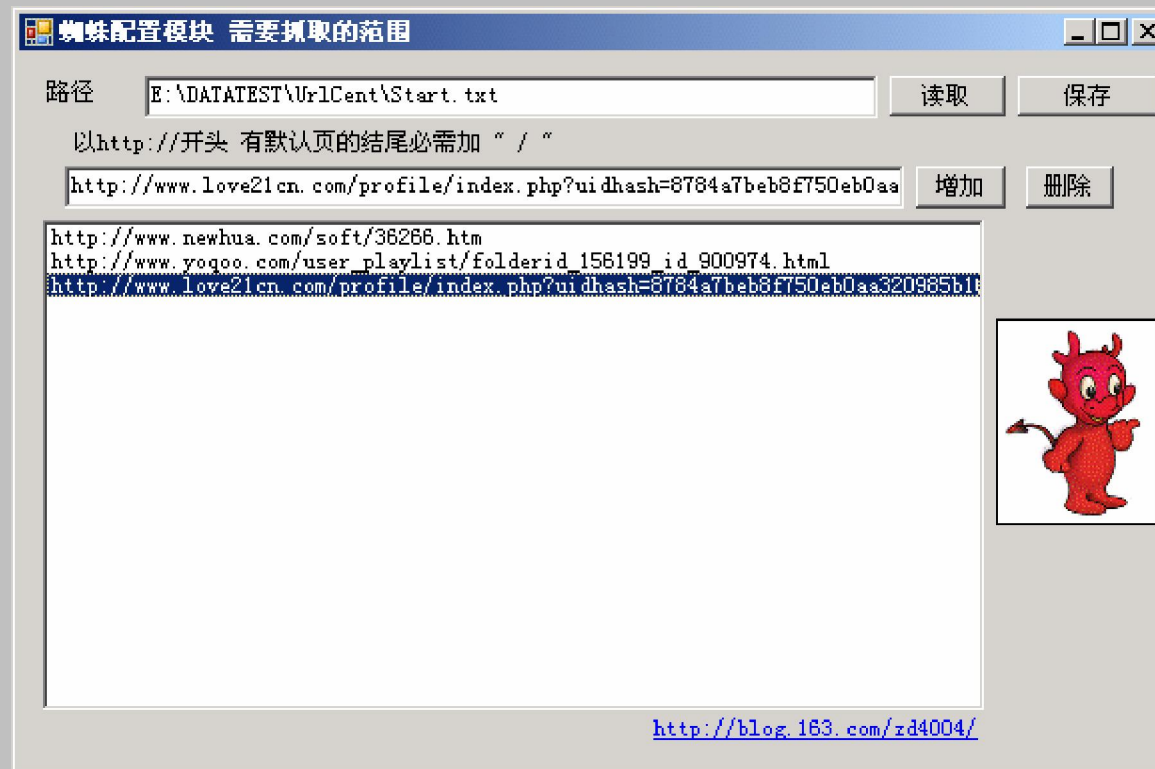 蜘蛛配置模块 需要抓取的范围
路径 E:\DATATEST\UrlCent\Start.txt 读取 保存
以http://开头 有默认页的结尾必需加 “ / “
http://www.love21cn.com/profile/index.php?uidhash=8784a7beb8f750eb0aa 增加 删除
http://www.newhua.com/soft/36266.htm
http://www.yoqoo.com/user_playlist/folderid_156199_id_900974.html
http://www.love21cn.com/profile/index.php?uidhash=8784a7beb8f750eb0aa320985b1
http://blog.163.com/zd4004/